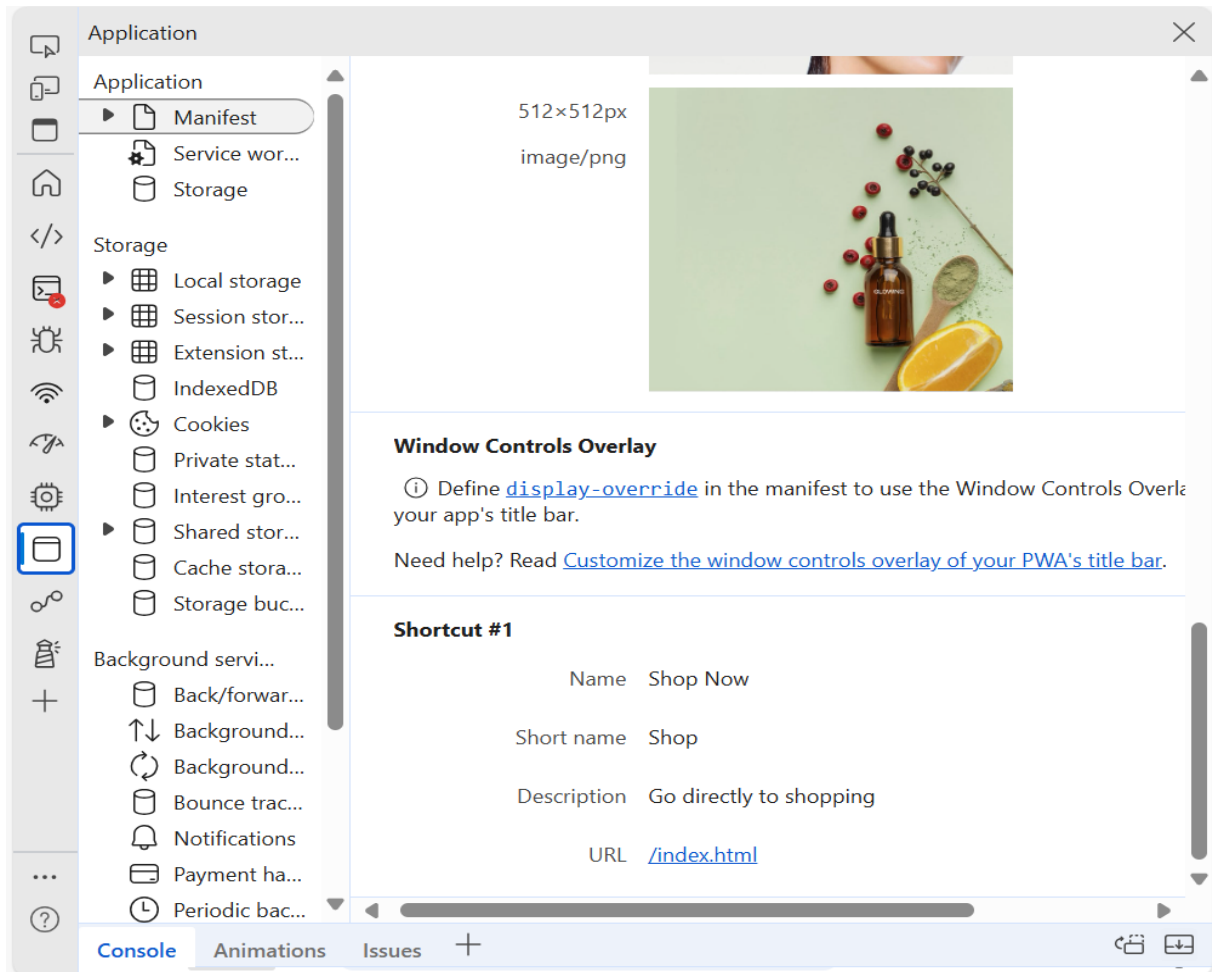 Application
Application
Manifest
Service wor...
Storage
Storage
Local storage
Session stor...
Extension st...
IndexedDB
Cookies
Private stat...
Interest gro...
Shared stor...
Cache stora...
Storage buc...
Background servi...
Back/forwar...
Background...
Background...
Bounce trac...
Notifications
Payment ha...
Periodic bac...
512×512px
image/png
GLOWING
Window Controls Overlay
Define display-override in the manifest to use the Window Controls Overla
your app's title bar.
Need help? Read Customize the window controls overlay of your PWA's title bar.
Shortcut #1
Name Shop Now
Short name Shop
Description Go directly to shopping
URL /index.html
Console Animations Issues